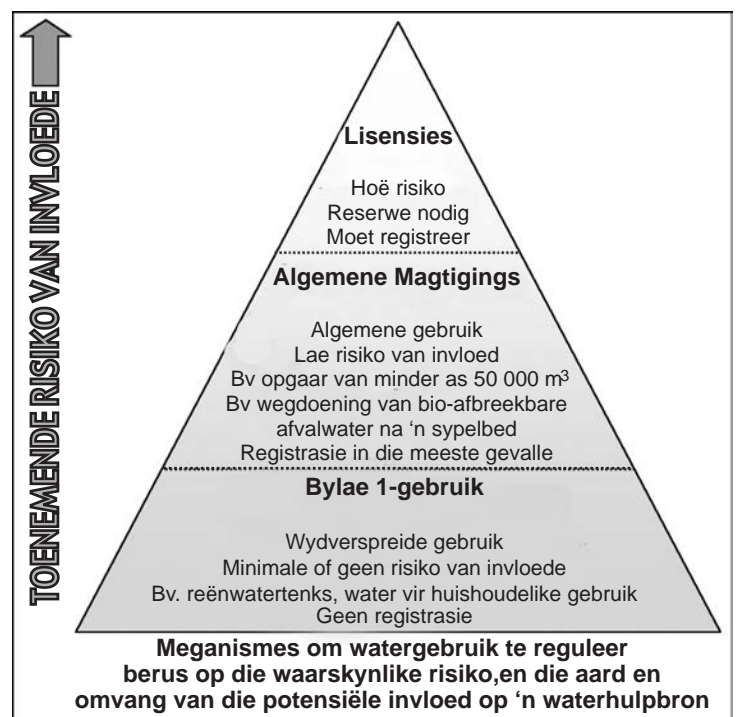 TOENEMENDE RISIKO VAN INVLOEDE
Lisensies
Hoë risiko
Reserwe nodig
Moet registreer
Algemene Magtigings
Algemene gebruik
Lae risiko van invloed
Bv opgaar van minder as 50 000 m³
Bv wegdoening van bio-afbreekbare
afvalwater na ‘n sypelbed
Registrasie in die meeste gevalle
Bylae 1-gebruik
Wydverspreide gebruik
Minimale of geen risiko van invloede
Bv. reënwatertenks, water vir huishoudelike gebruik
Geen registrasie
Meganismes om watergebruik te reguleer
berus op die waarskynlike risiko,en die aard en
omvang van die potensiële invloed op ‘n waterhulpbron